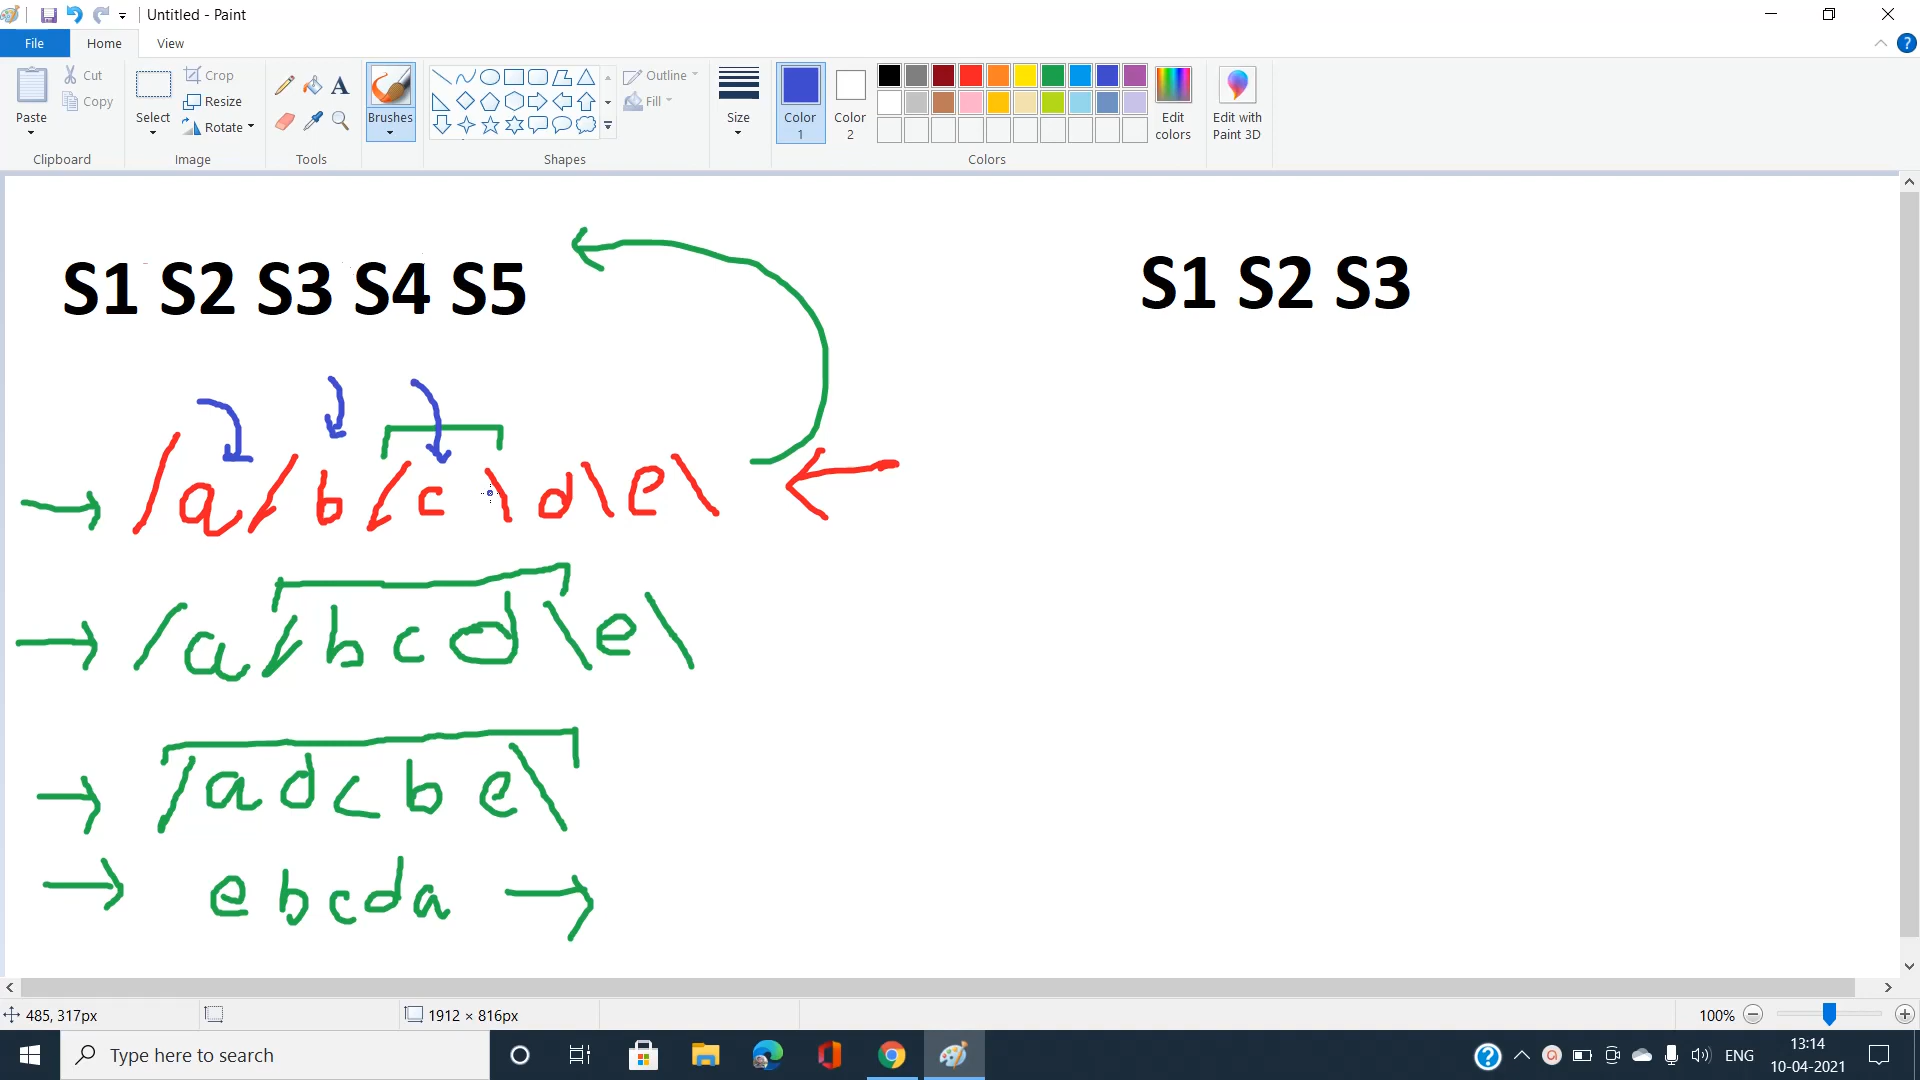 Untitled - Paint
File Home View
Paste Cut Copy Clipboard
Select Crop Resize Rotate Image
Tools
Brushes
Shapes Outline Fill
Size
Color 1 Color 2
Colors
Edit colors
Edit with Paint 3D
S1 S2 S3 S4 S5
S1 S2 S3
/a/b/c\d\e\
/a/bcd\e\
/adcbe\
ebcda
485, 317px 1912 × 816px 100%
Type here to search ENG 13:14 10-04-2021